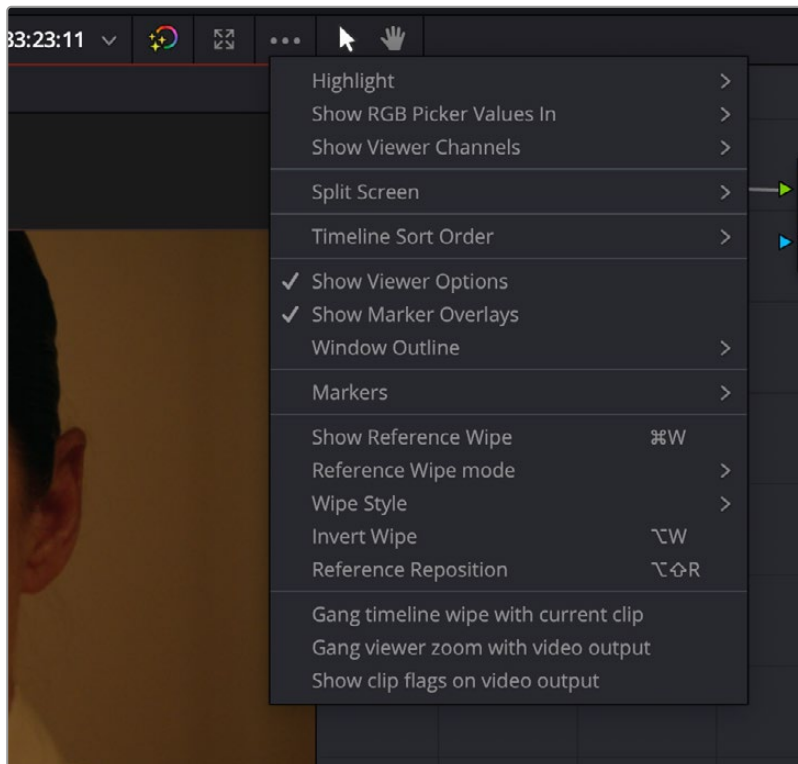 33:23:11
Highlight
Show RGB Picker Values In
Show Viewer Channels
Split Screen
Timeline Sort Order
Show Viewer Options
Show Marker Overlays
Window Outline
Markers
Show Reference Wipe ⌘W
Reference Wipe mode
Wipe Style
Invert Wipe ⌥W
Reference Reposition ⌥⇧R
Gang timeline wipe with current clip
Gang viewer zoom with video output
Show clip flags on video output